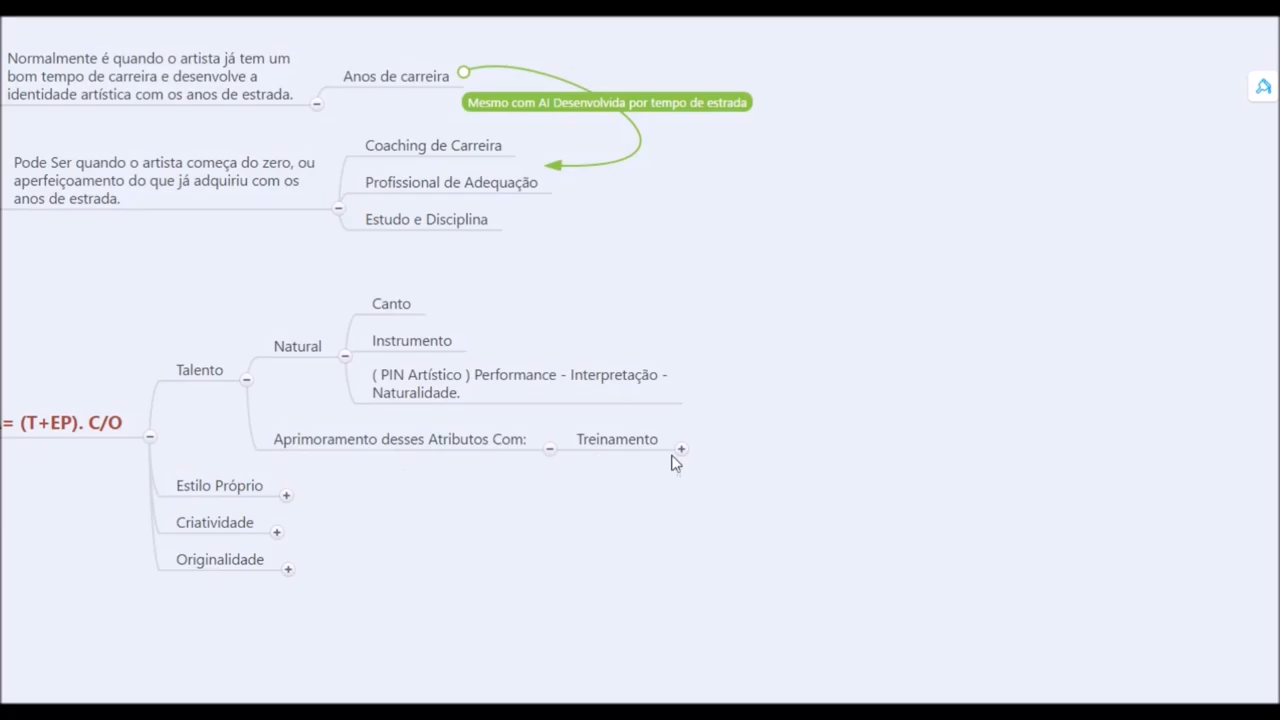 Normalmente é quando o artista já tem um
bom tempo de carreira e desenvolve a
identidade artística com os anos de estrada.
Anos de carreira
Mesmo com AI Desenvolvida por tempo de estrada
Pode Ser quando o artista começa do zero, ou
aperfeiçoamento do que já adquiriu com os
anos de estrada.
Coaching de Carreira
Profissional de Adequação
Estudo e Disciplina
= (T+EP). C/O
Talento
Natural
Canto
Instrumento
( PIN Artístico ) Performance - Interpretação -
Naturalidade.
Aprimoramento desses Atributos Com:
Treinamento
Estilo Próprio
Criatividade
Originalidade